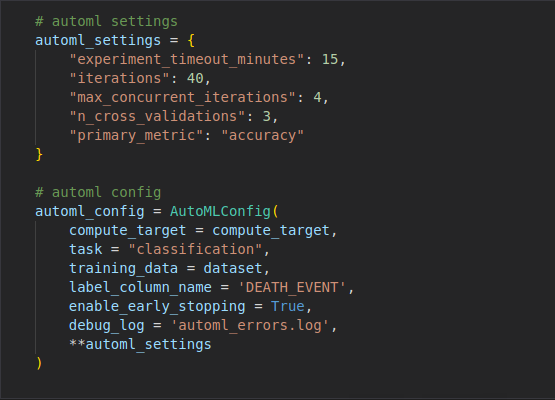 # automl settings
automl_settings = {
    "experiment_timeout_minutes": 15,
    "iterations": 40,
    "max_concurrent_iterations": 4,
    "n_cross_validations": 3,
    "primary_metric": "accuracy"
}

# automl config
automl_config = AutoMLConfig(
    compute_target = compute_target,
    task = "classification",
    training_data = dataset,
    label_column_name = 'DEATH_EVENT',
    enable_early_stopping = True,
    debug_log = 'automl_errors.log',
    **automl_settings
)